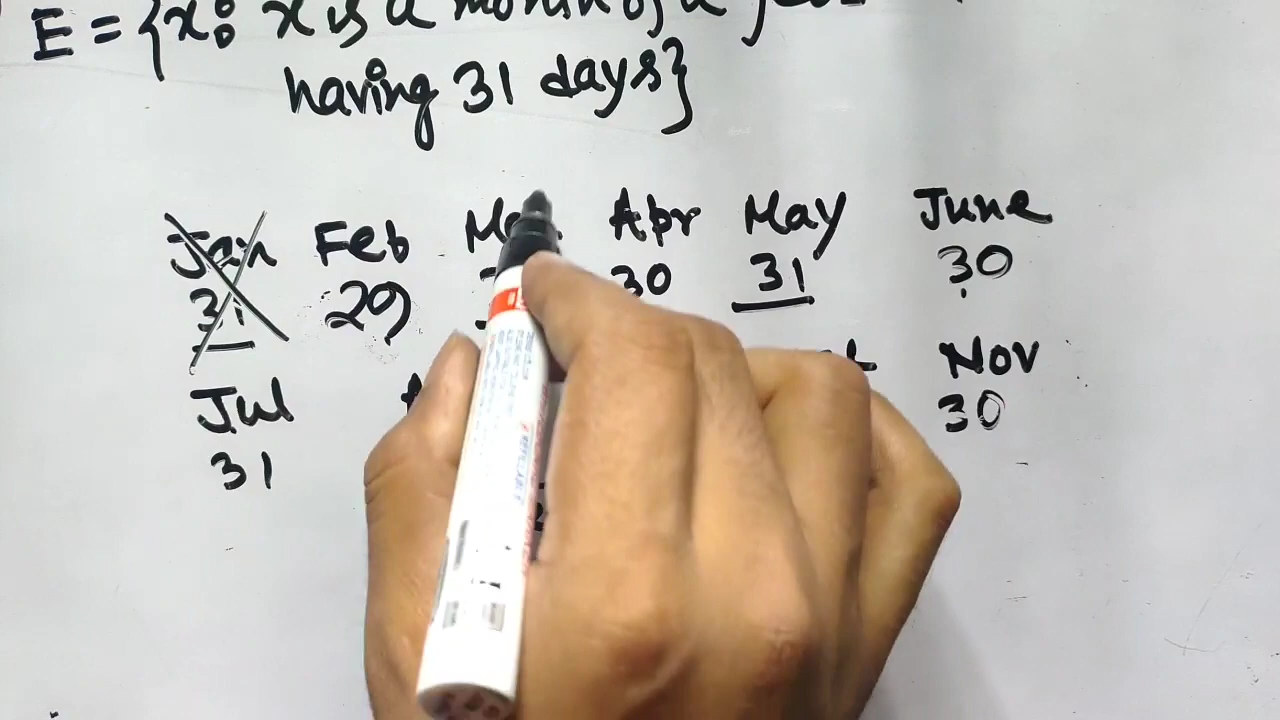 E = {x: x is a month of a year
having 31 days}
Jan Feb Apr May June
31 29 30 31 30
Jul Nov
31 30